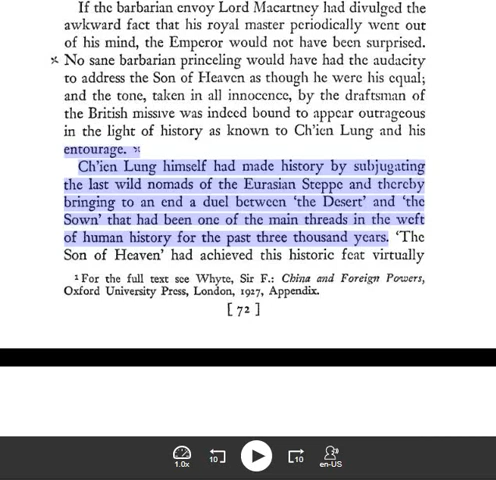 If the barbarian envoy Lord Macartney had divulged the
awkward fact that his royal master periodically went out
of his mind, the Emperor would not have been surprised.
No sane barbarian princeling would have had the audacity
to address the Son of Heaven as though he were his equal;
and the tone, taken in all innocence, by the draftsman of
the British missive was indeed bound to appear outrageous
in the light of history as known to Ch'ien Lung and his
entourage.
Ch'ien Lung himself had made history by subjugating
the last wild nomads of the Eurasian Steppe and thereby
bringing to an end a duel between 'the Desert' and 'the
Sown' that had been one of the main threads in the weft
of human history for the past three thousand years. 'The
Son of Heaven' had achieved this historic feat virtually
¹ For the full text see Whyte, Sir F.: China and Foreign Powers,
Oxford University Press, London, 1927, Appendix.
[ 72 ]
1.0x
10
10
en-US